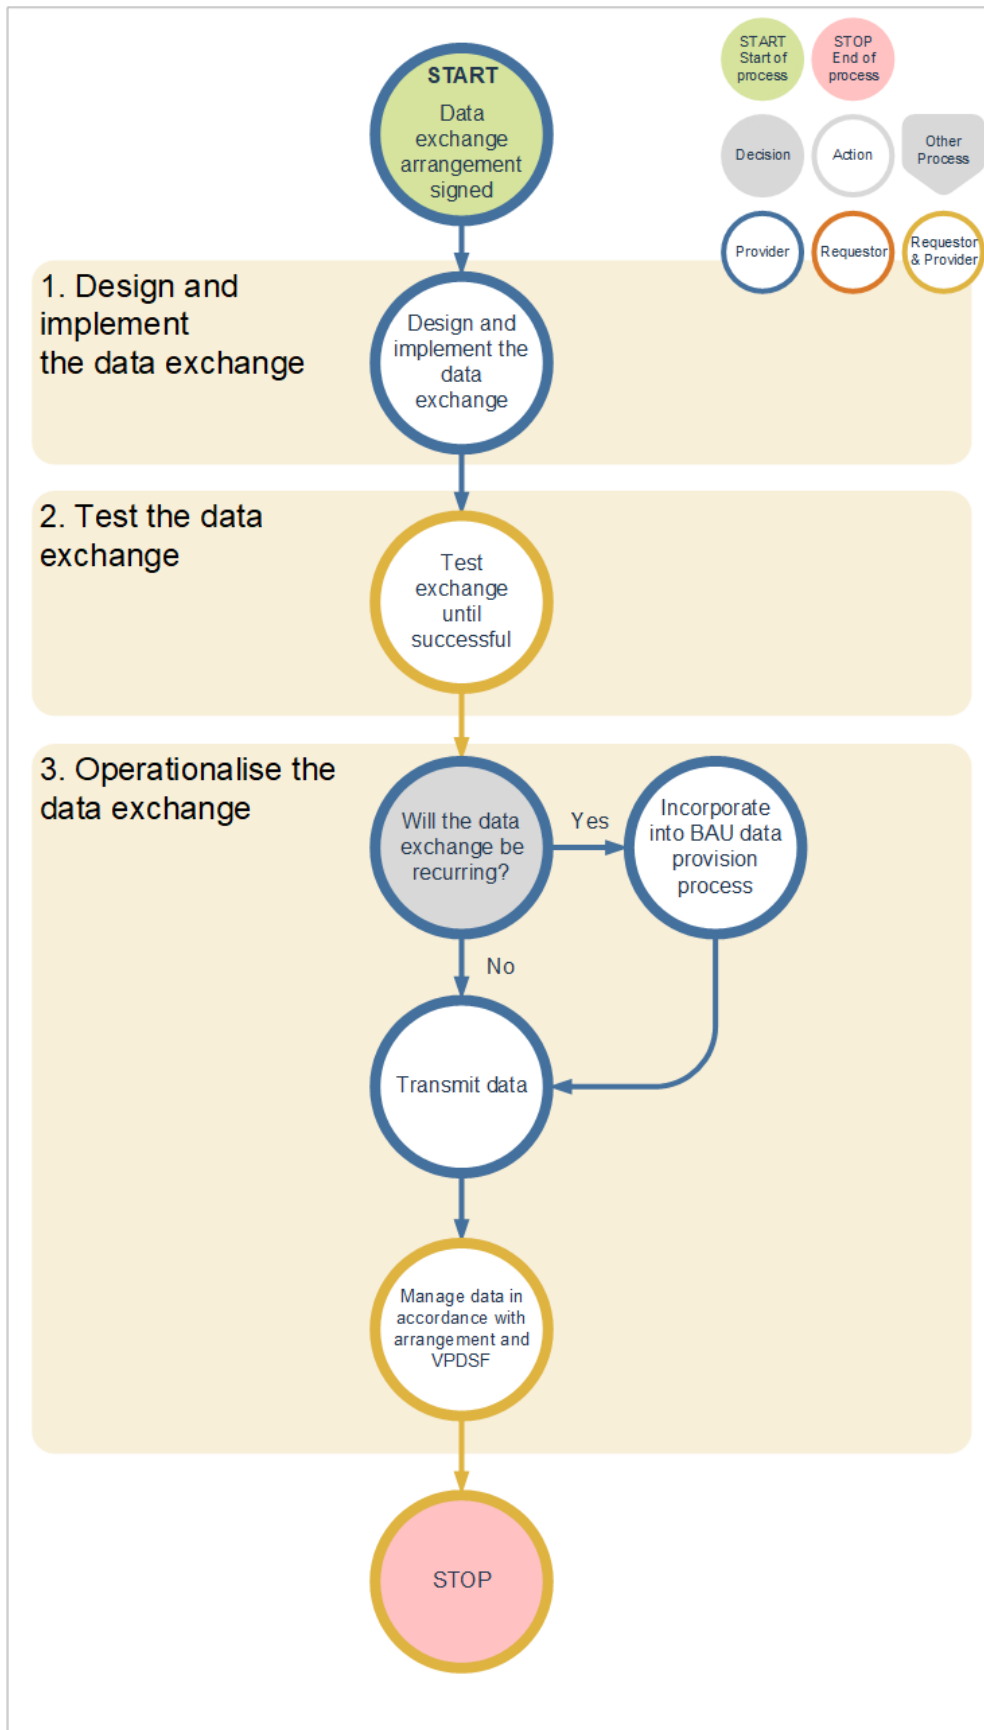 START
Data
exchange
arrangement
signed
START
Start of
process
STOP
End of
process
Decision
Action
Other
Process
Provider
Requestor
Requestor
& Provider
1. Design and
implement
the data exchange
Design and
implement the
data
exchange
2. Test the data
exchange
Test
exchange
until
successful
3. Operationalise the
data exchange
Will the data
exchange be
recurring?
Yes
Incorporate
into BAU data
provision
process
No
Transmit data
Manage data in
accordance with
arrangement and
VPDSF
STOP